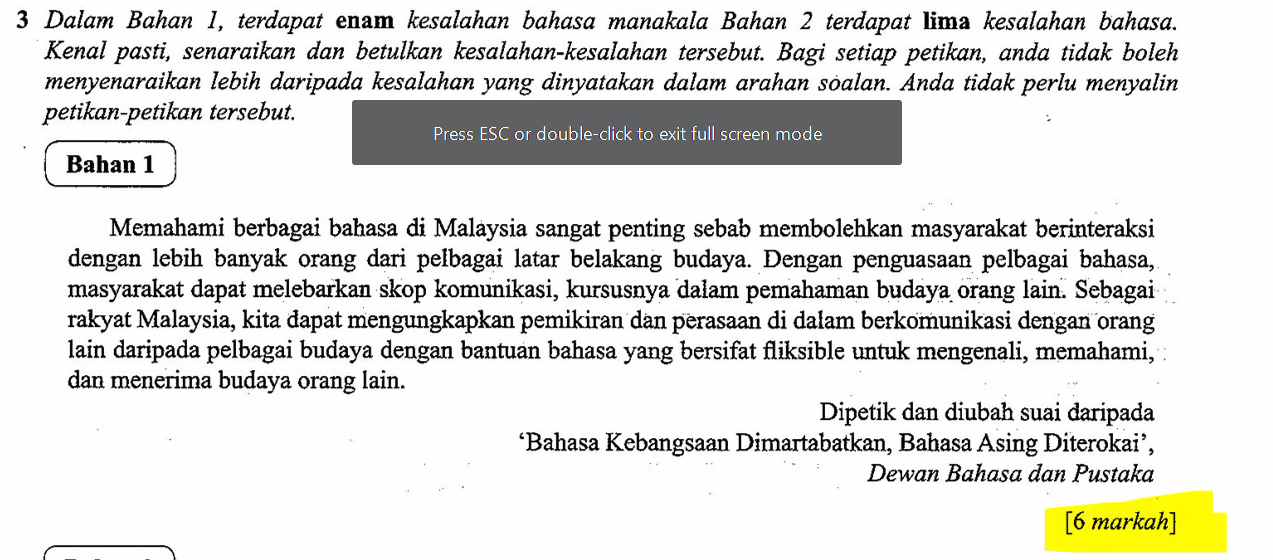 3 Dalam Bahan 1, terdapat enam kesalahan bahasa manakala Bahan 2 terdapat lima kesalahan bahasa.
Kenal pasti, senaraikan dan betulkan kesalahan-kesalahan tersebut. Bagi setiap petikan, anda tidak boleh
menyenaraikan lebih daripada kesalahan yang dinyatakan dalam arahan soalan. Anda tidak perlu menyalin
petikan-petikan tersebut.
Press ESC or double-click to exit full screen mode
Bahan 1
Memahami berbagai bahasa di Malaysia sangat penting sebab membolehkan masyarakat berinteraksi
dengan lebih banyak orang dari pelbagai latar belakang budaya. Dengan penguasaan pelbagai bahasa,
masyarakat dapat melebarkan skop komunikasi, kursusnya dalam pemahaman budaya orang lain. Sebagai
rakyat Malaysia, kita dapat mengungkapkan pemikiran dan perasaan di dalam berkomunikasi dengan orang
lain daripada pelbagai budaya dengan bantuan bahasa yang bersifat fliksible untuk mengenali, memahami,
dan menerima budaya orang lain.
Dipetik dan diubah suai daripada
‘Bahasa Kebangsaan Dimartabatkan, Bahasa Asing Diterokai’,
Dewan Bahasa dan Pustaka
[6 markah]